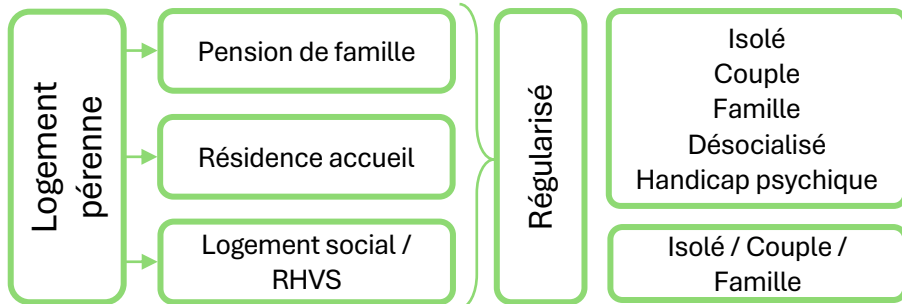 Logement
pérenne
Pension de famille
Résidence accueil
Logement social /
RHVS
Régularisé
Isolé
Couple
Famille
Désocialisé
Handicap psychique
Isolé / Couple /
Famille